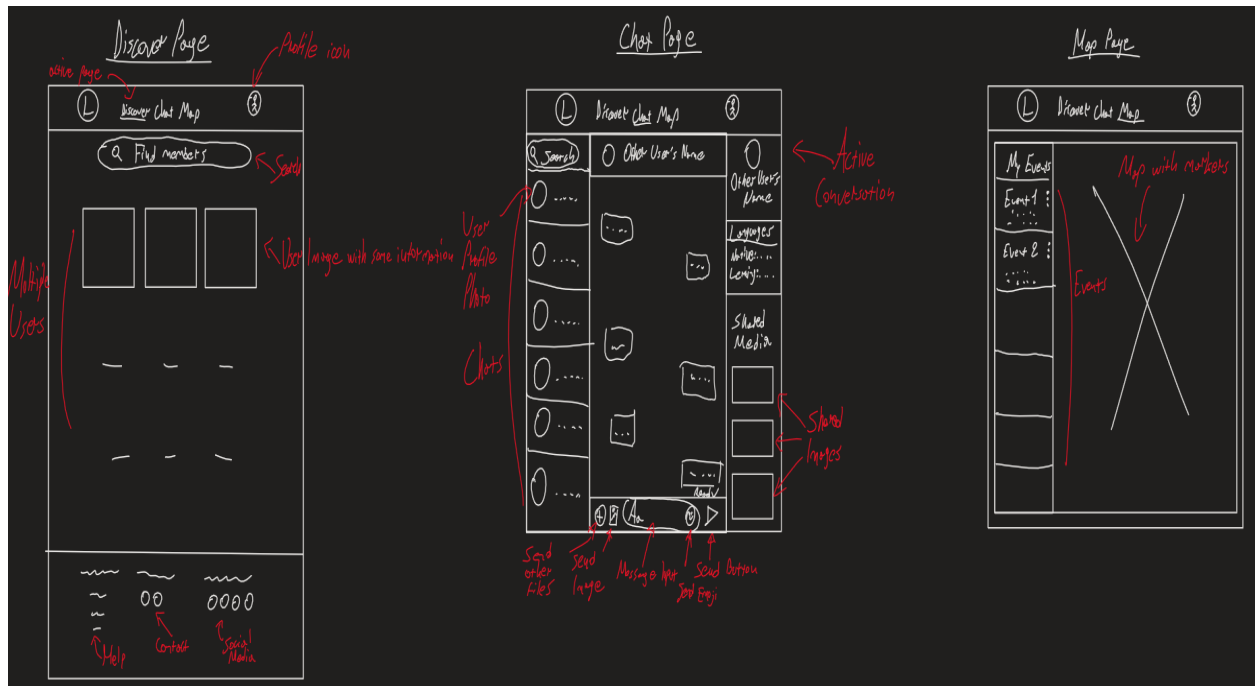 Discover Page
Profile icon
active page
L
Discover Chat Map
Find members
Search
User Image with some information
Multiple
Users
Help
Contact
Social
Media
Chat Page
L
Discover Chat Map
Search
Other User's Name
Other User's
Name
Active
Conversation
User
Profile
Photo
Languages
Native:....
Chats
Shared
Media
Shared
Images
Aa
Send
other
files
Send
Image
Message Input
Send Emoji
Send Button
Map Page
L
Discover Chat Map
My Events
Map with markers
Event 1
Event 2
Events